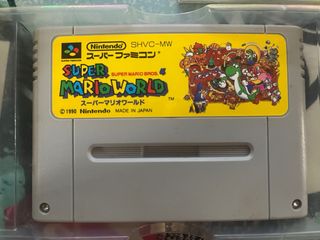 Nintendo SHVC-MW
スーパーファミコン
SUPER MARIO BROS. 4
SUPER
MARIO WORLD™
スーパーマリオワールド
© 1990 Nintendo MADE IN JAPAN